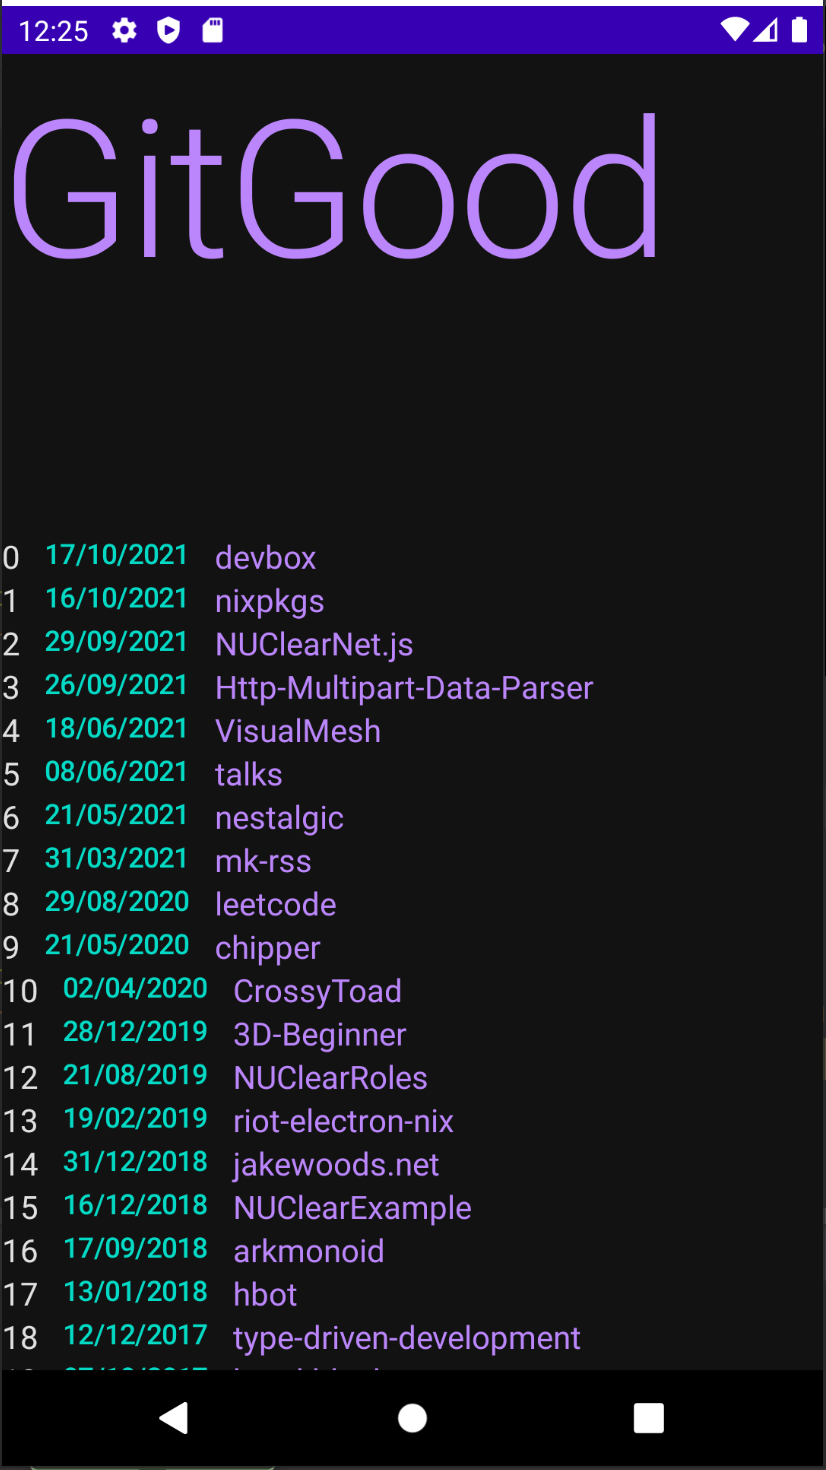 12:25
GitGood
0 17/10/2021 devbox
1 16/10/2021 nixpkgs
2 29/09/2021 NUClearNet.js
3 26/09/2021 Http-Multipart-Data-Parser
4 18/06/2021 VisualMesh
5 08/06/2021 talks
6 21/05/2021 nestalgic
7 31/03/2021 mk-rss
8 29/08/2020 leetcode
9 21/05/2020 chipper
10 02/04/2020 CrossyToad
11 28/12/2019 3D-Beginner
12 21/08/2019 NUClearRoles
13 19/02/2019 riot-electron-nix
14 31/12/2018 jakewoods.net
15 16/12/2018 NUClearExample
16 17/09/2018 arkmonoid
17 13/01/2018 hbot
18 12/12/2017 type-driven-development